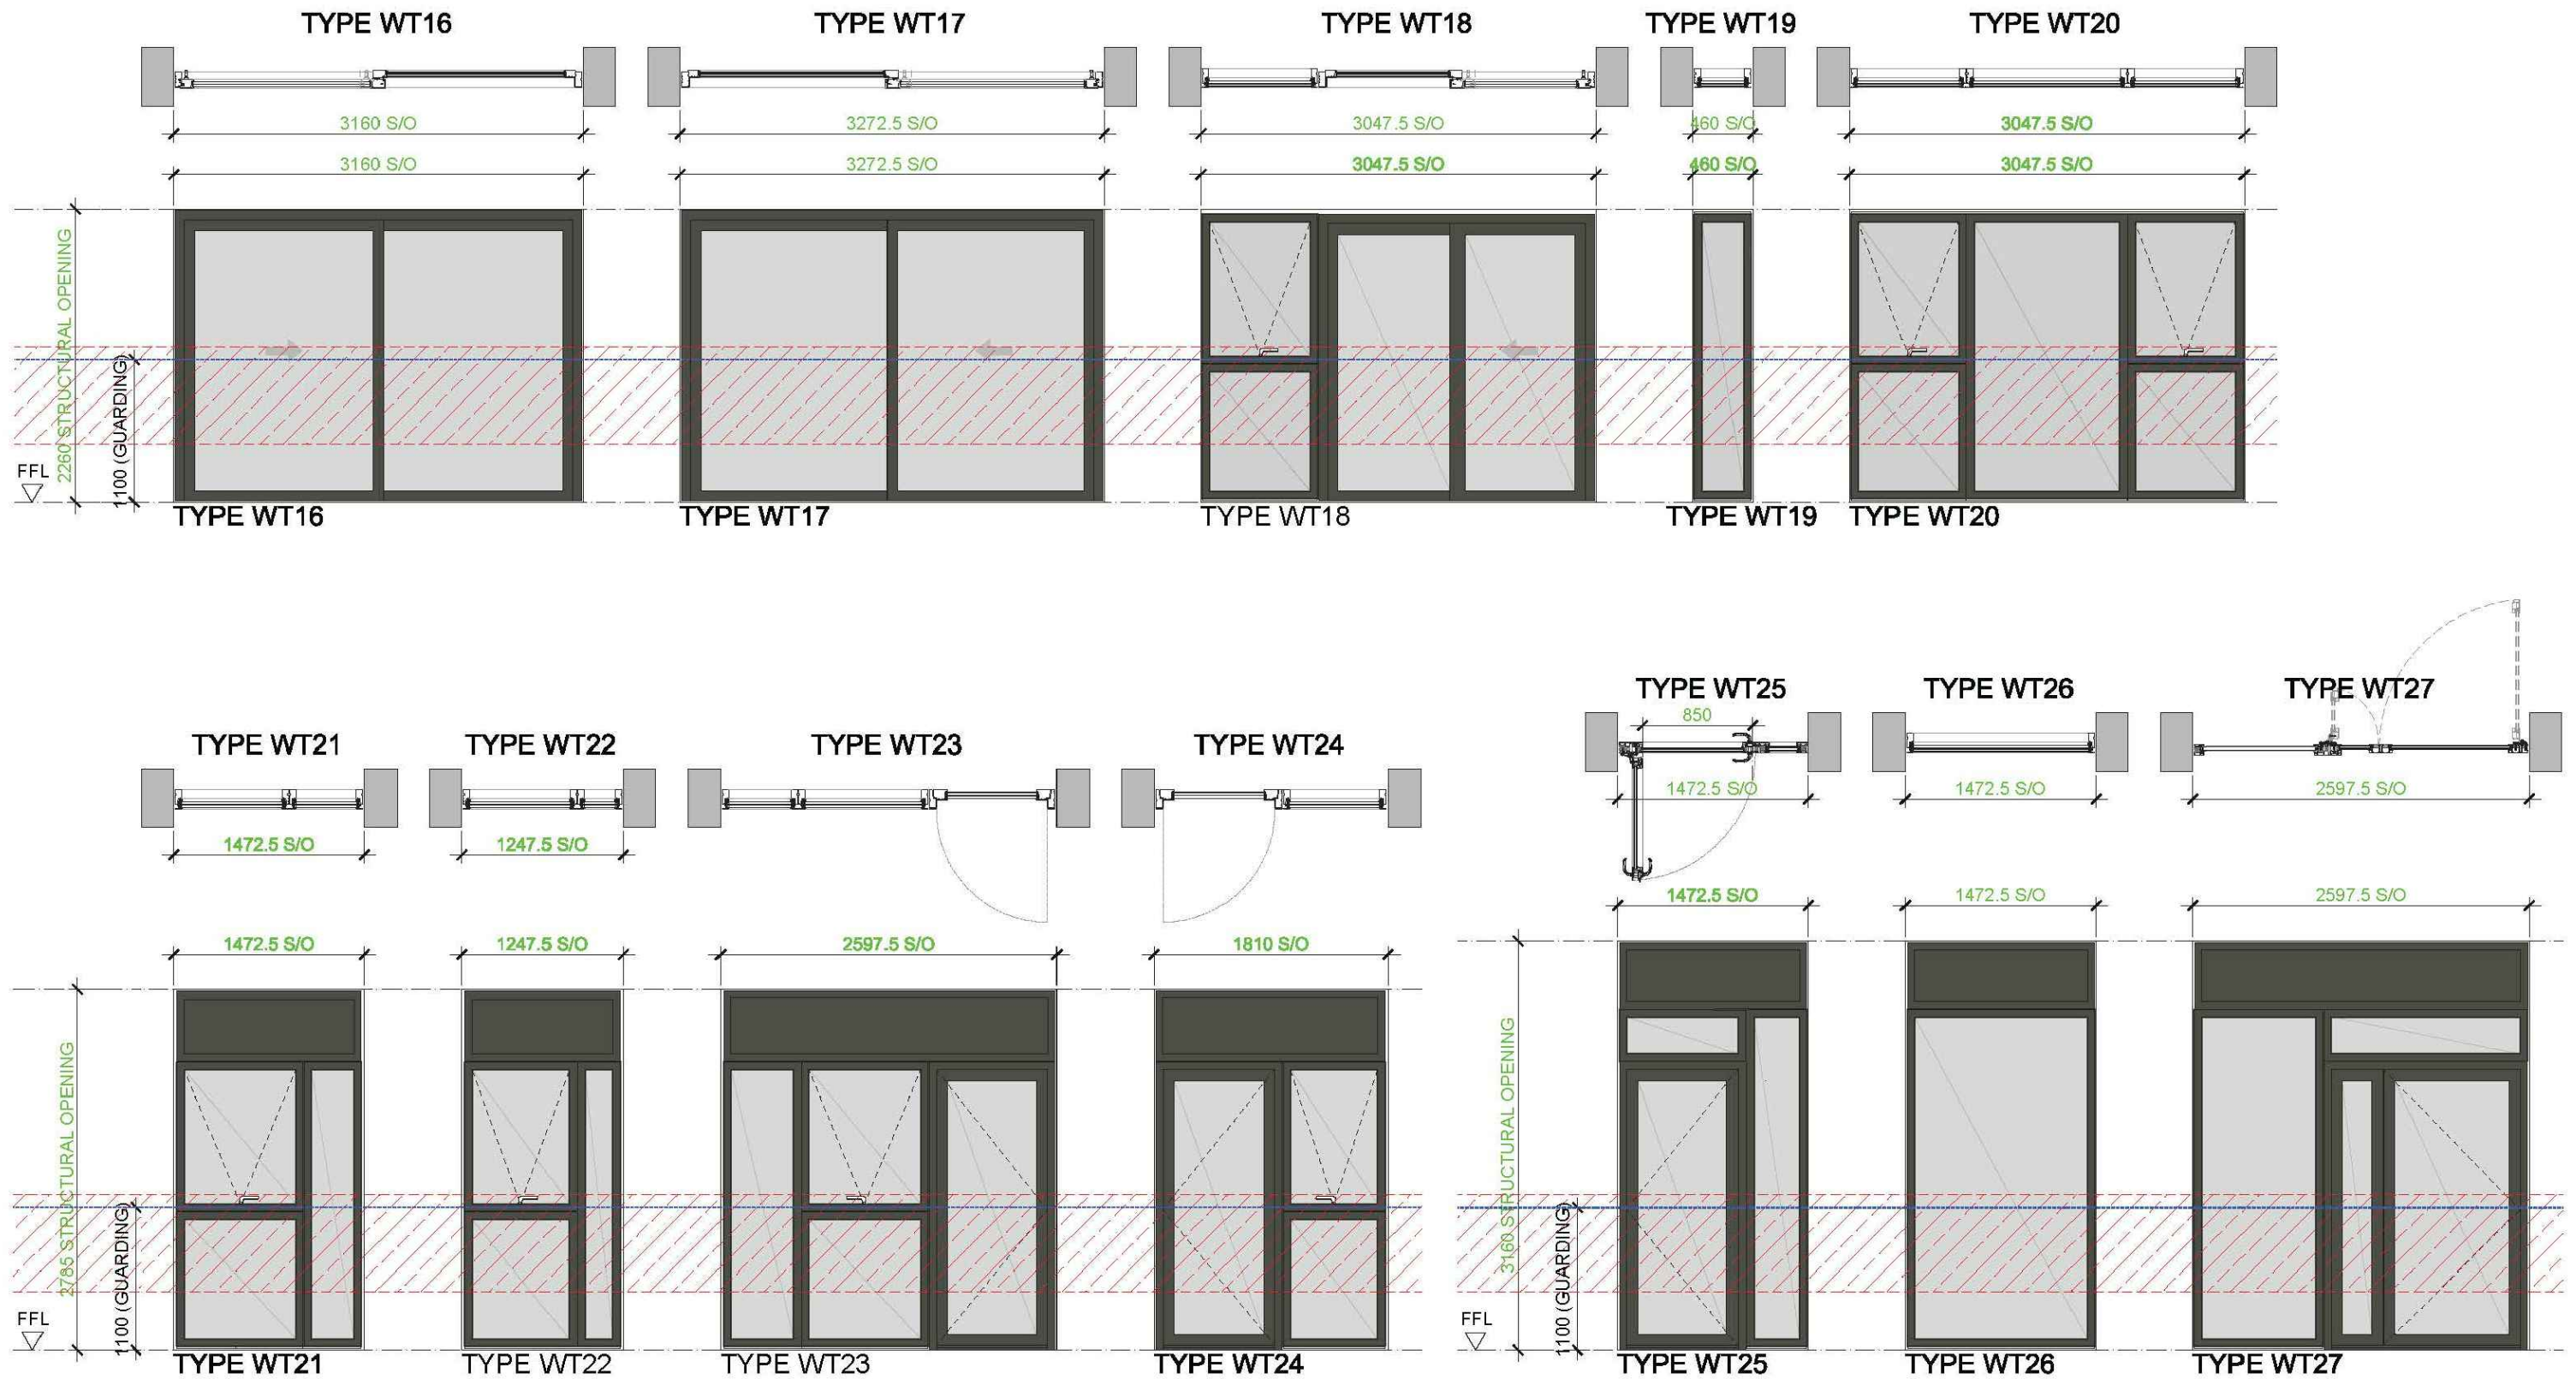 TYPE WT16
TYPE WT17
TYPE WT18
TYPE WT19
TYPE WT20
3160 S/O
3272.5 S/O
3047.5 S/O
460 S/O
3047.5 S/O
3160 S/O
3272.5 S/O
3047.5 S/O
460 S/O
3047.5 S/O
2260 STRUCTURAL OPENING
1100 (GUARDING)
FFL
TYPE WT16
TYPE WT17
TYPE WT18
TYPE WT19
TYPE WT20
TYPE WT21
TYPE WT22
TYPE WT23
TYPE WT24
1472.5 S/O
1247.5 S/O
1472.5 S/O
1247.5 S/O
2597.5 S/O
1810 S/O
2785 STRUCTURAL OPENING
1100 (GUARDING)
FFL
TYPE WT21
TYPE WT22
TYPE WT23
TYPE WT24
TYPE WT25
TYPE WT26
TYPE WT27
850
1472.5 S/O
1472.5 S/O
2597.5 S/O
1472.5 S/O
1472.5 S/O
2597.5 S/O
3160 STRUCTURAL OPENING
1100 (GUARDING)
FFL
TYPE WT25
TYPE WT26
TYPE WT27